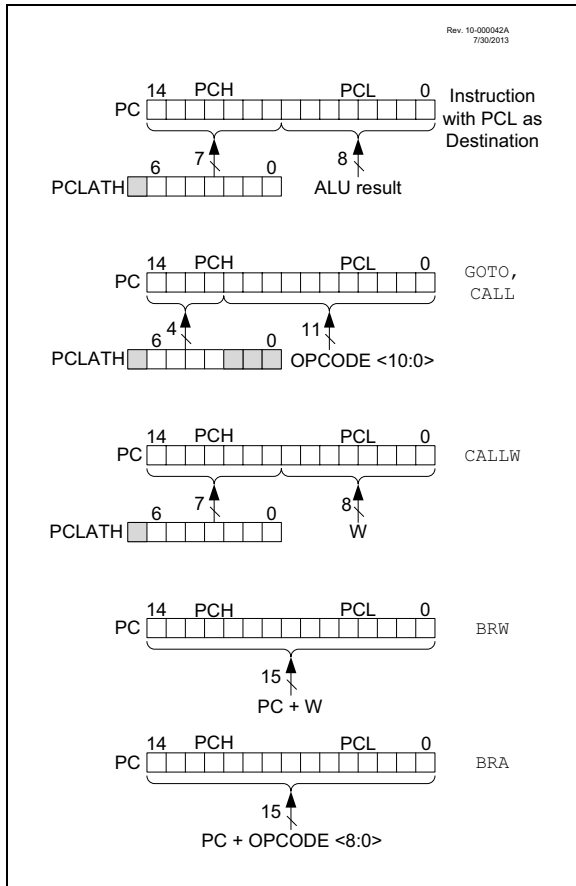 Rev. 10-000042A
7/30/2013
14 PCH PCL 0
PC
Instruction
with PCL as
Destination
7 8
6 0
PCLATH
ALU result
14 PCH PCL 0
PC
GOTO,
CALL
4 11
6 0
PCLATH
OPCODE <10:0>
14 PCH PCL 0
PC
CALLW
7 8
6 0
PCLATH
W
14 PCH PCL 0
PC
BRW
15
PC + W
14 PCH PCL 0
PC
BRA
15
PC + OPCODE <8:0>